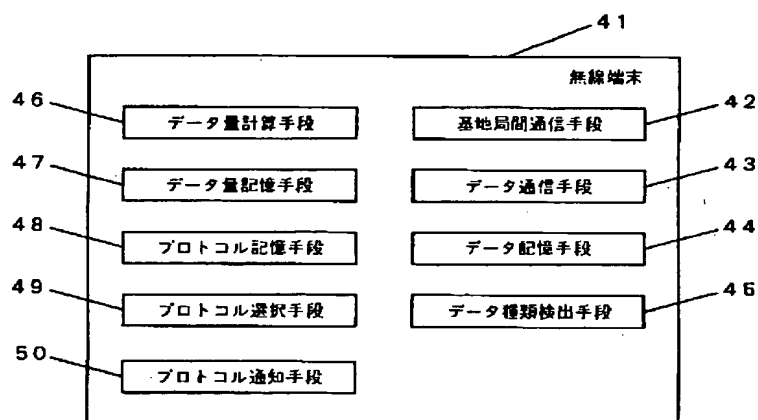 41
無線端末
46
データ量計算手段
基地局間通信手段
42
47
データ量記憶手段
データ通信手段
43
48
プロトコル記憶手段
データ記憶手段
44
49
プロトコル選択手段
データ種類検出手段
45
50
プロトコル通知手段